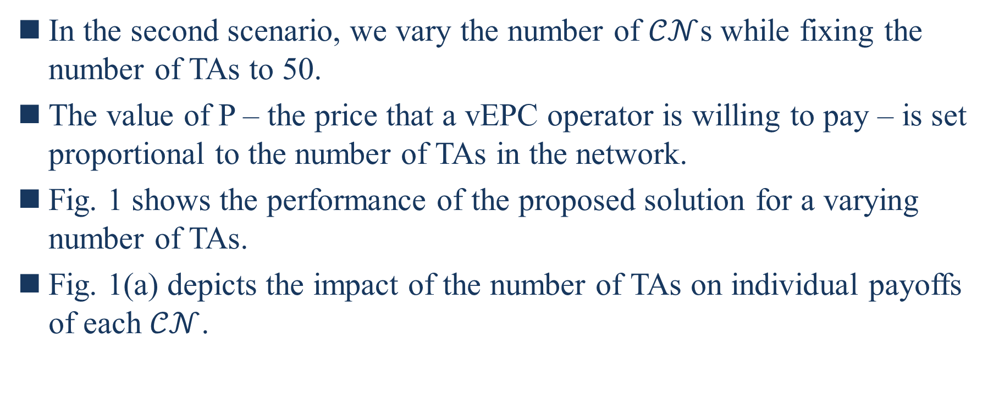 ■ In the second scenario, we vary the number of 𝒞𝒩s while fixing the
number of TAs to 50.
■ The value of P – the price that a vEPC operator is willing to pay – is set
proportional to the number of TAs in the network.
■ Fig. 1 shows the performance of the proposed solution for a varying
number of TAs.
■ Fig. 1(a) depicts the impact of the number of TAs on individual payoffs
of each 𝒞𝒩.